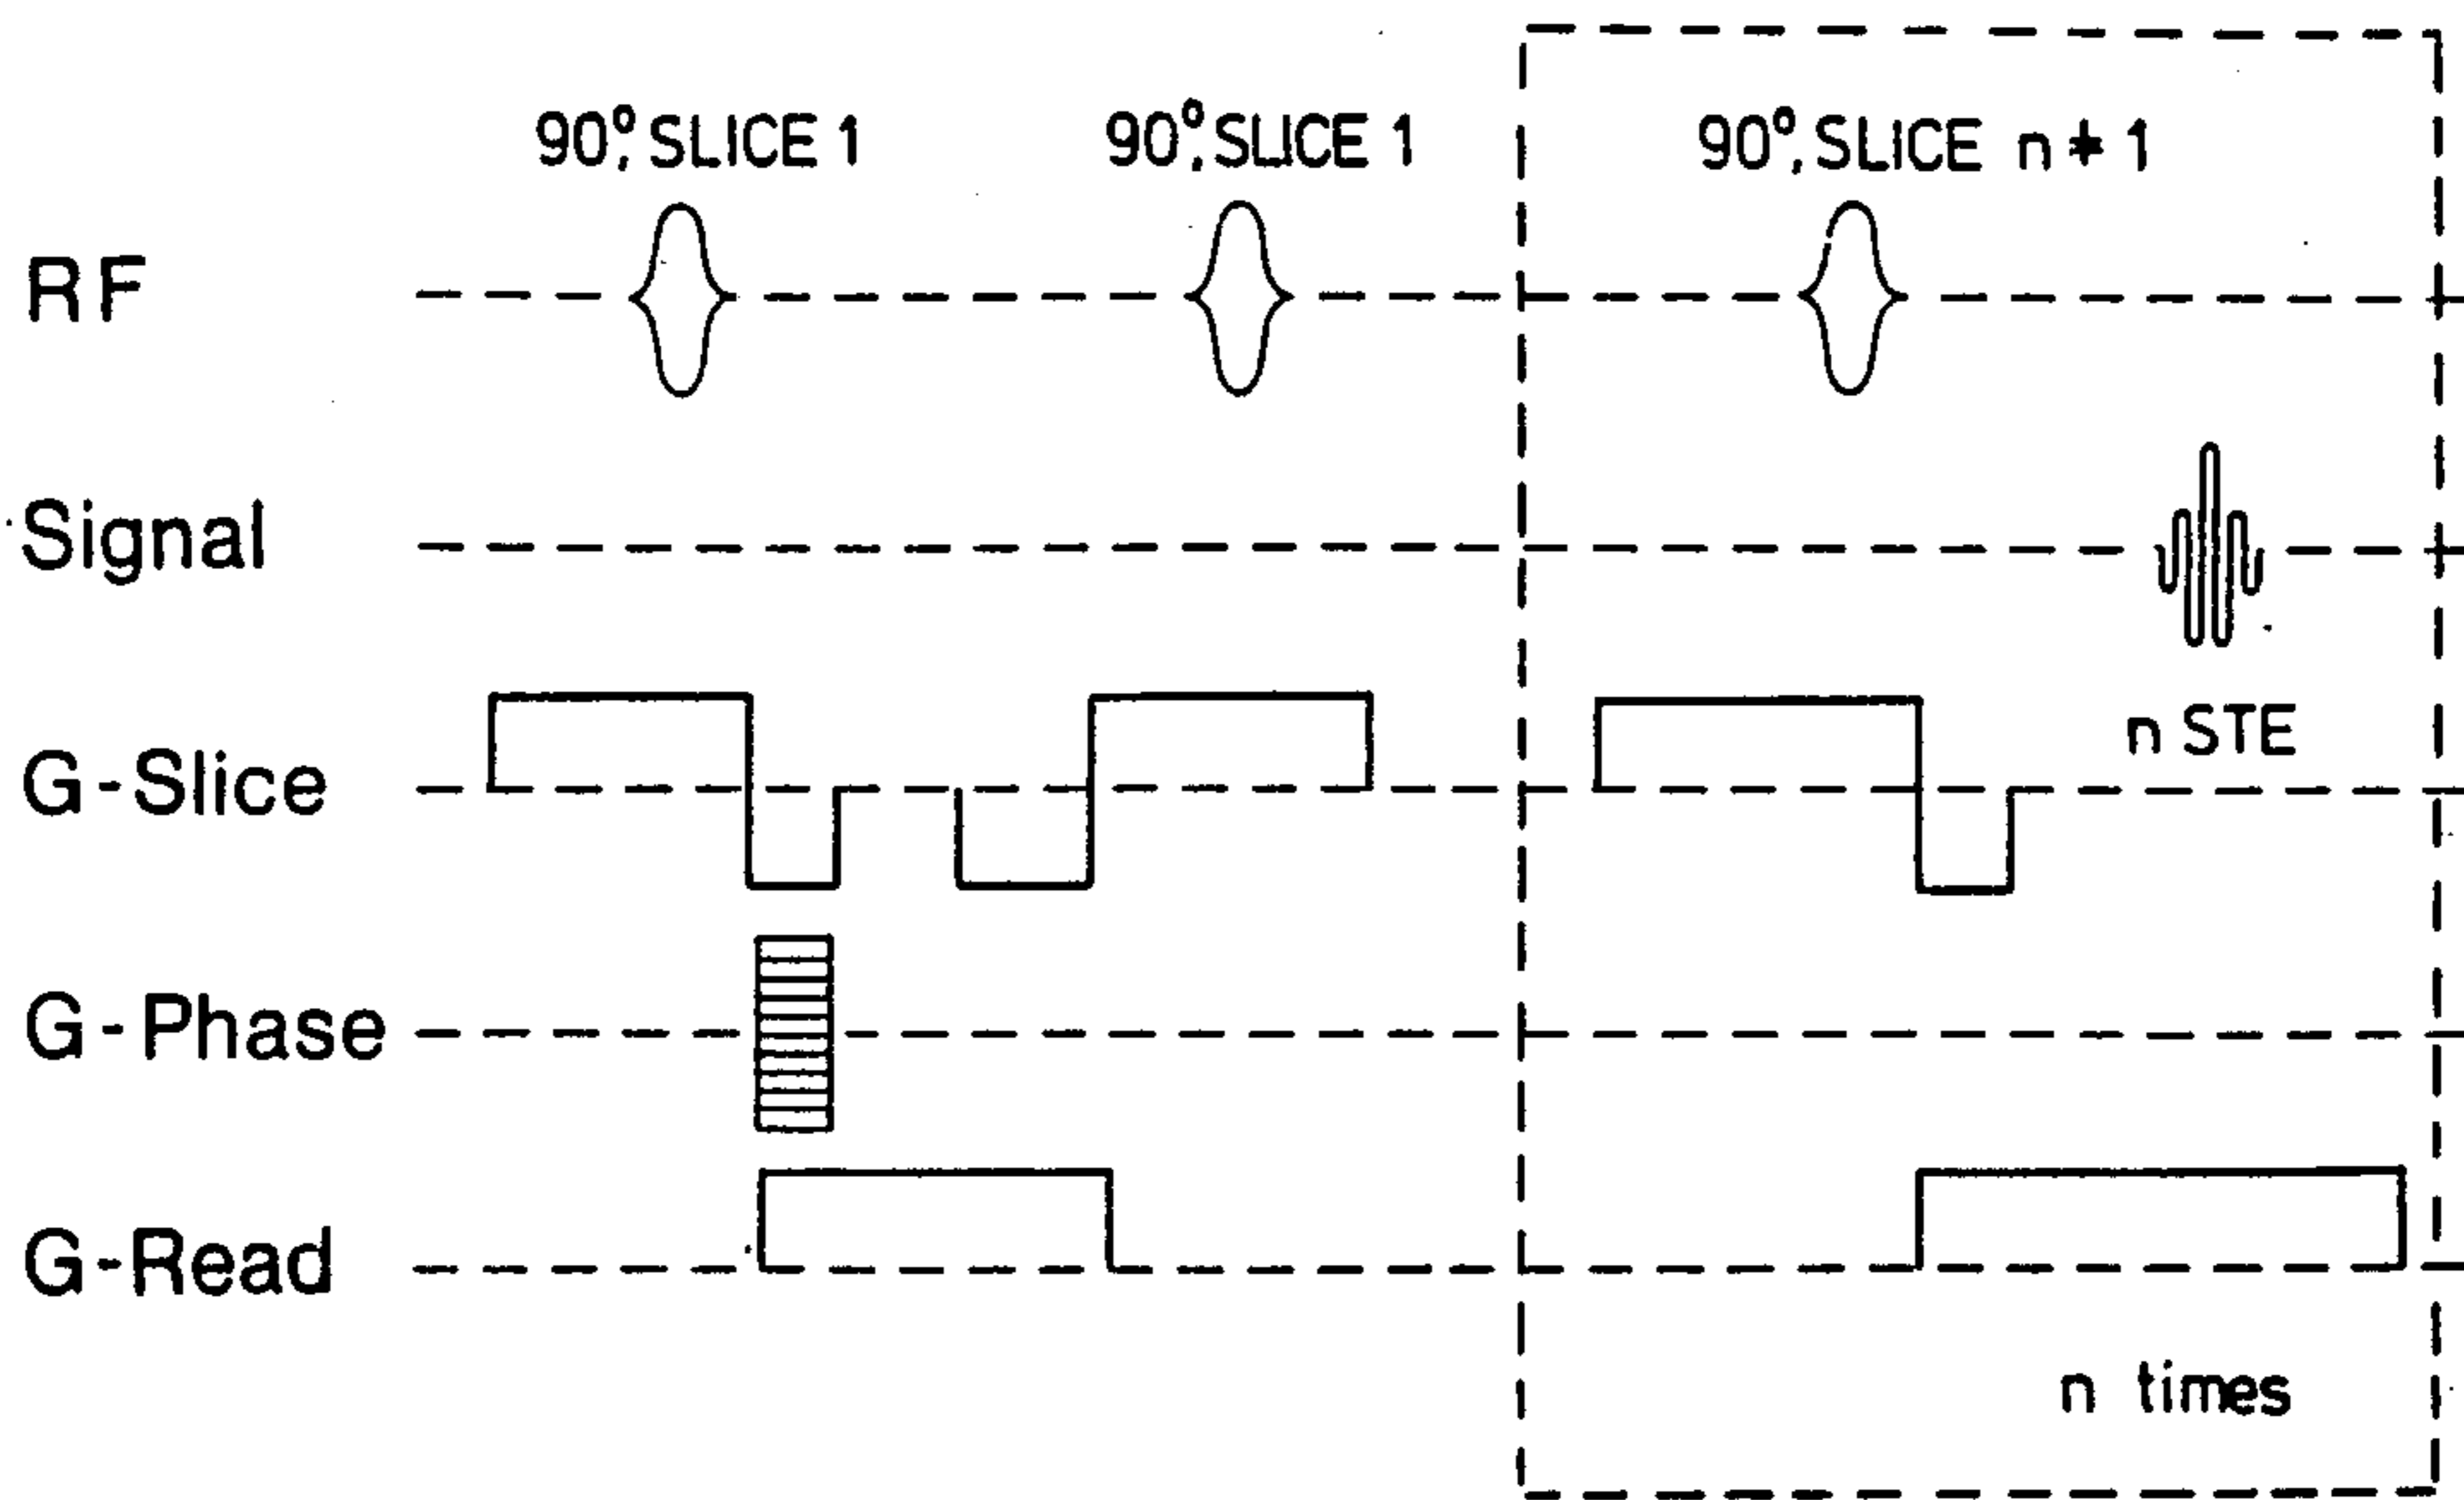 90°, SLICE 1
90°, SLICE 1
90°, SLICE n * 1
RF
Signal
G-Slice
n STE
G-Phase
G-Read
n times